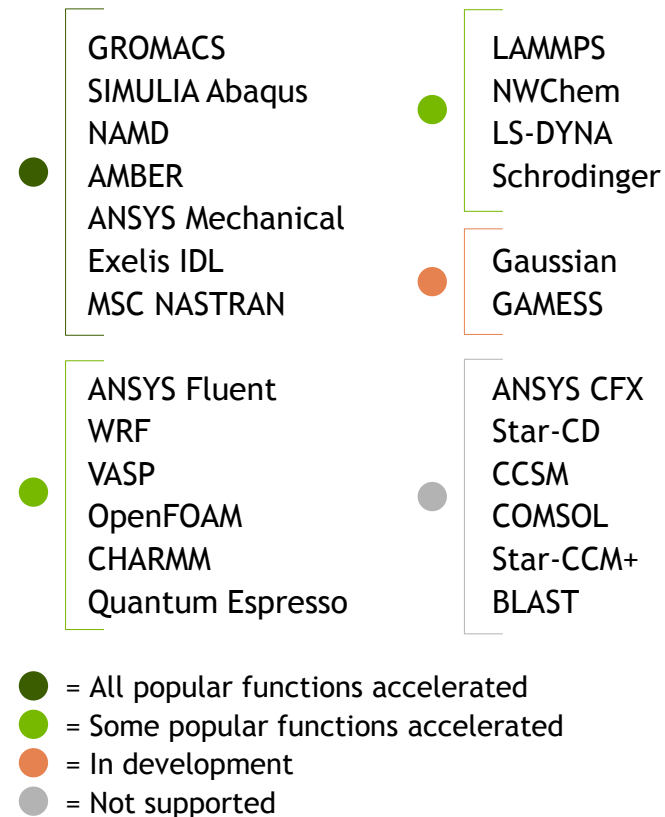 GROMACS
SIMULIA Abaqus
NAMD
AMBER
ANSYS Mechanical
Exelis IDL
MSC NASTRAN
ANSYS Fluent
WRF
VASP
OpenFOAM
CHARMM
Quantum Espresso
LAMMPS
NWChem
LS-DYNA
Schrodinger
Gaussian
GAMESS
ANSYS CFX
Star-CD
CCSM
COMSOL
Star-CCM+
BLAST
= All popular functions accelerated
= Some popular functions accelerated
= In development
= Not supported